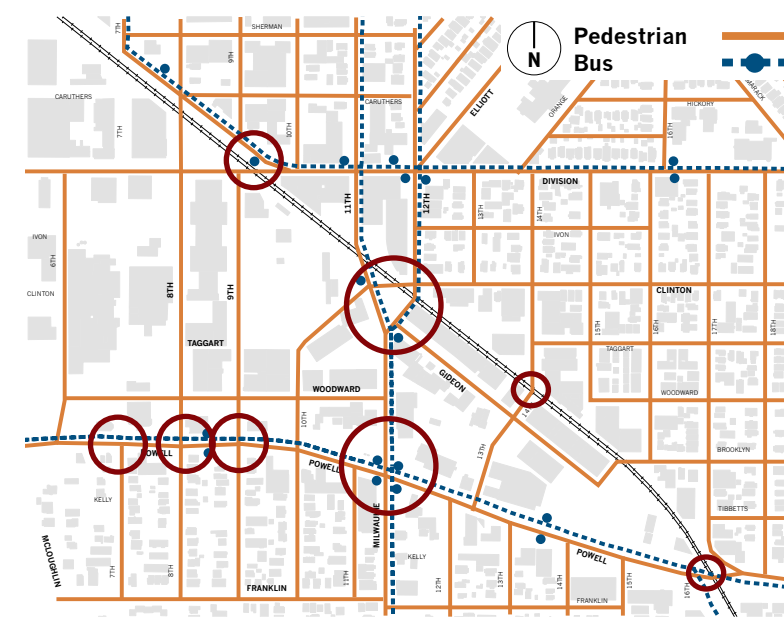 Pedestrian
Bus
N
7TH
SHERMAN
9TH
CARUTHERS
CARUTHERS
ELLIOTT
ORANGE
HICKORY
7TH
10TH
16TH
DIVISION
11TH
12TH
13TH
14TH
IVON
IVON
6TH
CLINTON
8TH
9TH
CLINTON
15TH
16TH
17TH
18TH
TAGGART
TAGGART
GIDEON
WOODWARD
WOODWARD
10TH
14
13TH
BROOKLYN
POWELL
POWELL
KELLY
MILWAUKIE
TIBBETTS
MCLOUGHLIN
KELLY
POWELL
7TH
8TH
11TH
12TH
13TH
14TH
15TH
16TH
FRANKLIN
FRANKLIN